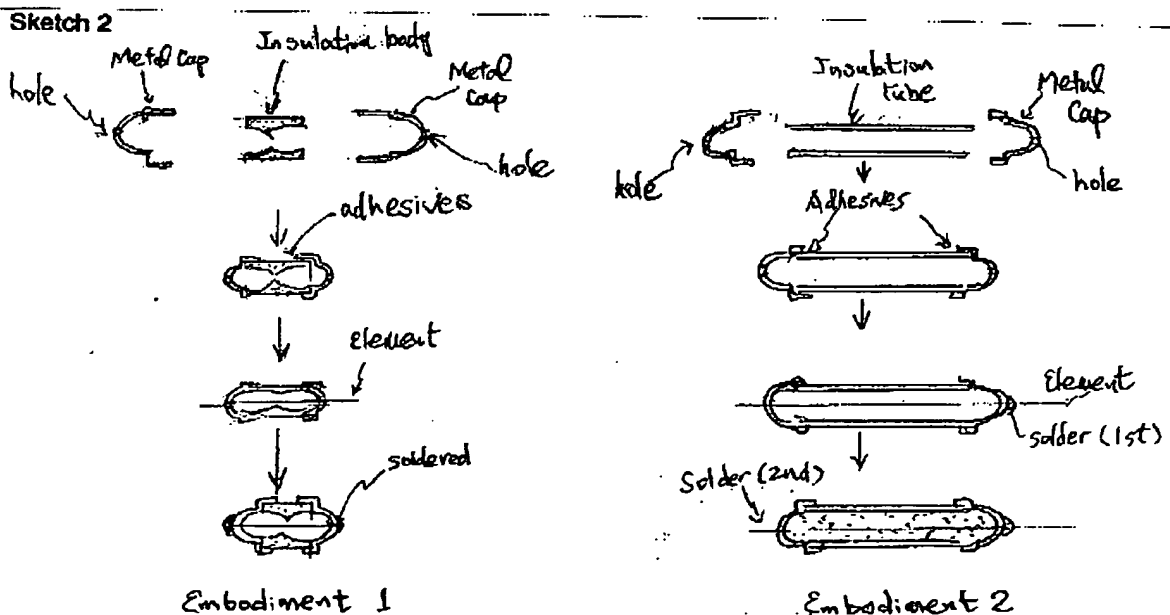 Sketch 2
Metal Cap
Insulative body
Metal
Cap
hole
hole
adhesives
Element
soldered
Embodiment 1
Insulation
tube
Metal
Cap
hole
hole
Adhesives
Element
solder (1st)
Solder (2nd)
Embodiment 2